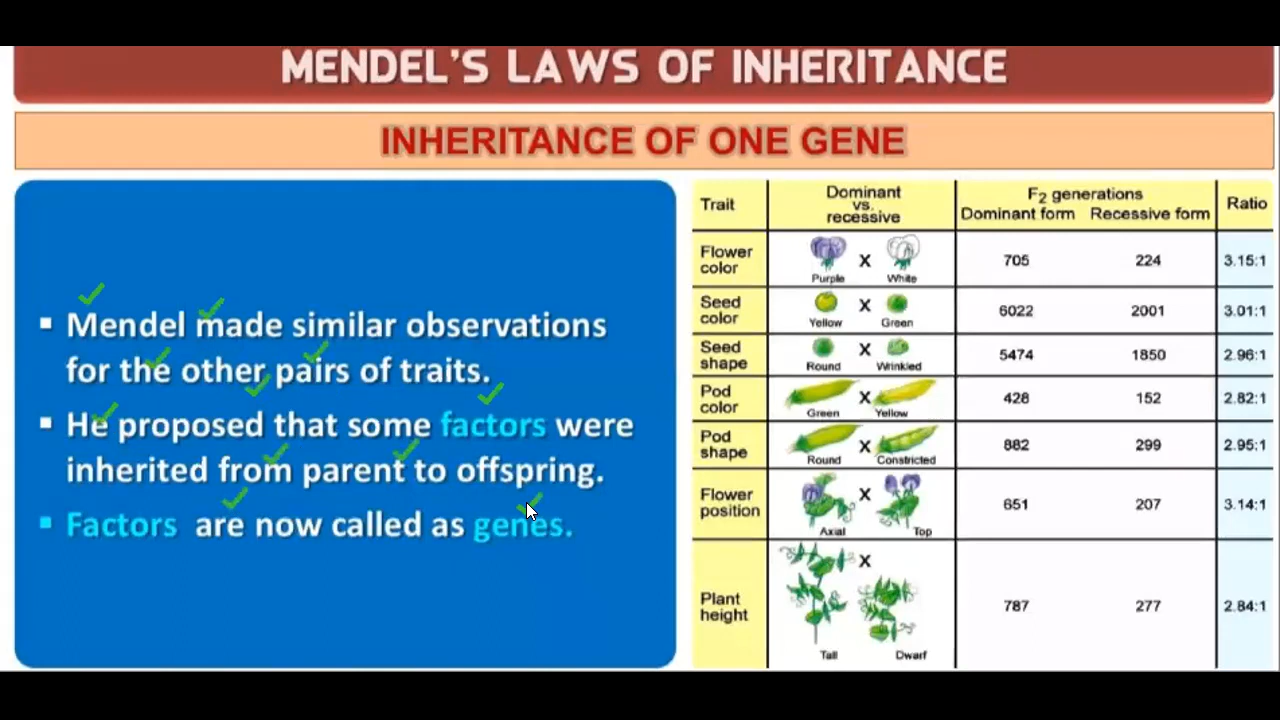 MENDEL'S LAWS OF INHERITANCE
INHERITANCE OF ONE GENE
▪ Mendel made similar observations
for the other pairs of traits.
▪ He proposed that some factors were
inherited from parent to offspring.
▪ Factors are now called as genes.
Trait
Dominant
vs.
recessive
F₂ generations
Dominant form Recessive form
Ratio
Flower
color
Purple X White
705 224 3.15:1
Seed
color
Yellow X Green
6022 2001 3.01:1
Seed
shape
Round X Wrinkled
5474 1850 2.96:1
Pod
color
Green X Yellow
428 152 2.82:1
Pod
shape
Round X Constricted
882 299 2.95:1
Flower
position
Axial X Top
651 207 3.14:1
Plant
height
Tall X Dwarf
787 277 2.84:1